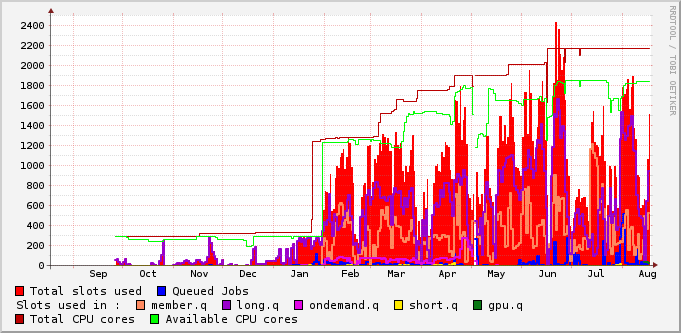 2400
2200
2000
1800
1600
1400
1200
1000
800
600
400
200
0
Sep Oct Nov Dec Jan Feb Mar Apr May Jun Jul Aug
Total slots used Queued Jobs
Slots used in : member.q long.q ondemand.q short.q gpu.q
Total CPU cores Available CPU cores
RRDTOOL / TOBI OETIKER